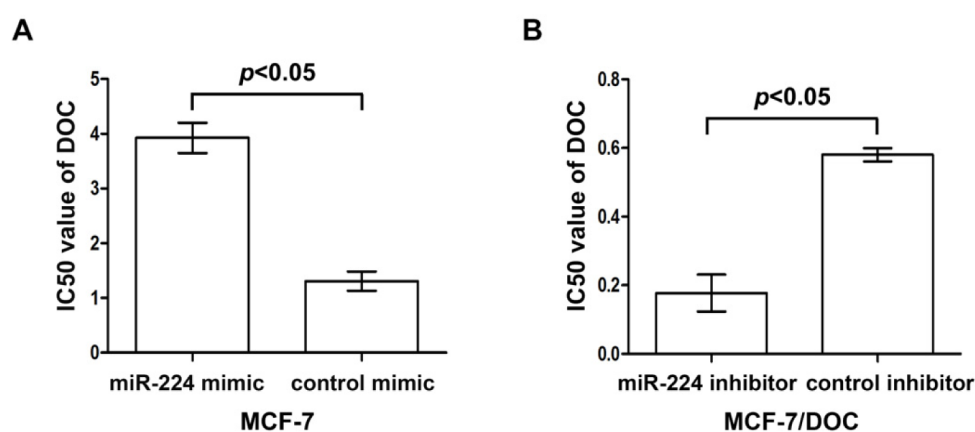 A
IC50 value of DOC
5
4
3
2
1
0
p<0.05
miR-224 mimic
control mimic
MCF-7
B
IC50 value of DOC
0.8
0.6
0.4
0.2
0.0
p<0.05
miR-224 inhibitor
control inhibitor
MCF-7/DOC